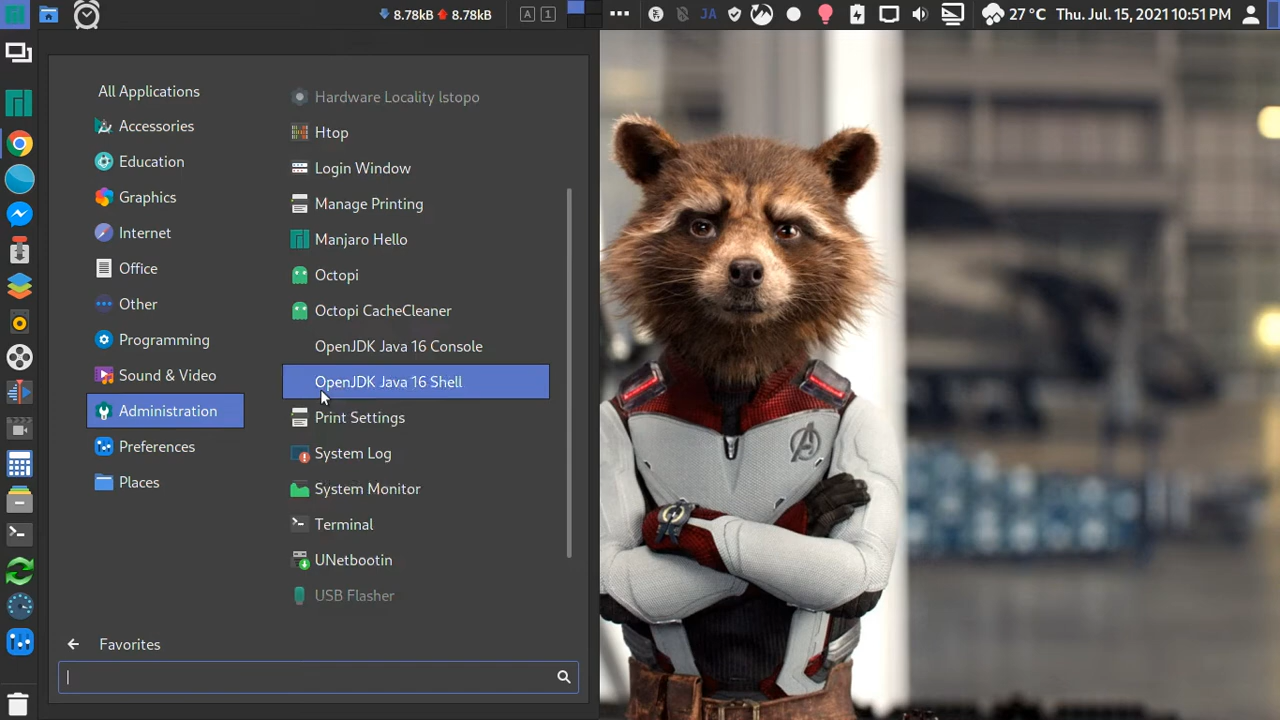 8.78kB 8.78kB A 1 JA 27 °C Thu. Jul. 15, 2021 10:51 PM
All Applications
Accessories
Education
Graphics
Internet
Office
Other
Programming
Sound & Video
Administration
Preferences
Places
Hardware Locality lstopo
Htop
Login Window
Manage Printing
Manjaro Hello
Octopi
Octopi CacheCleaner
OpenJDK Java 16 Console
OpenJDK Java 16 Shell
Print Settings
System Log
System Monitor
Terminal
UNetbootin
USB Flasher
Favorites